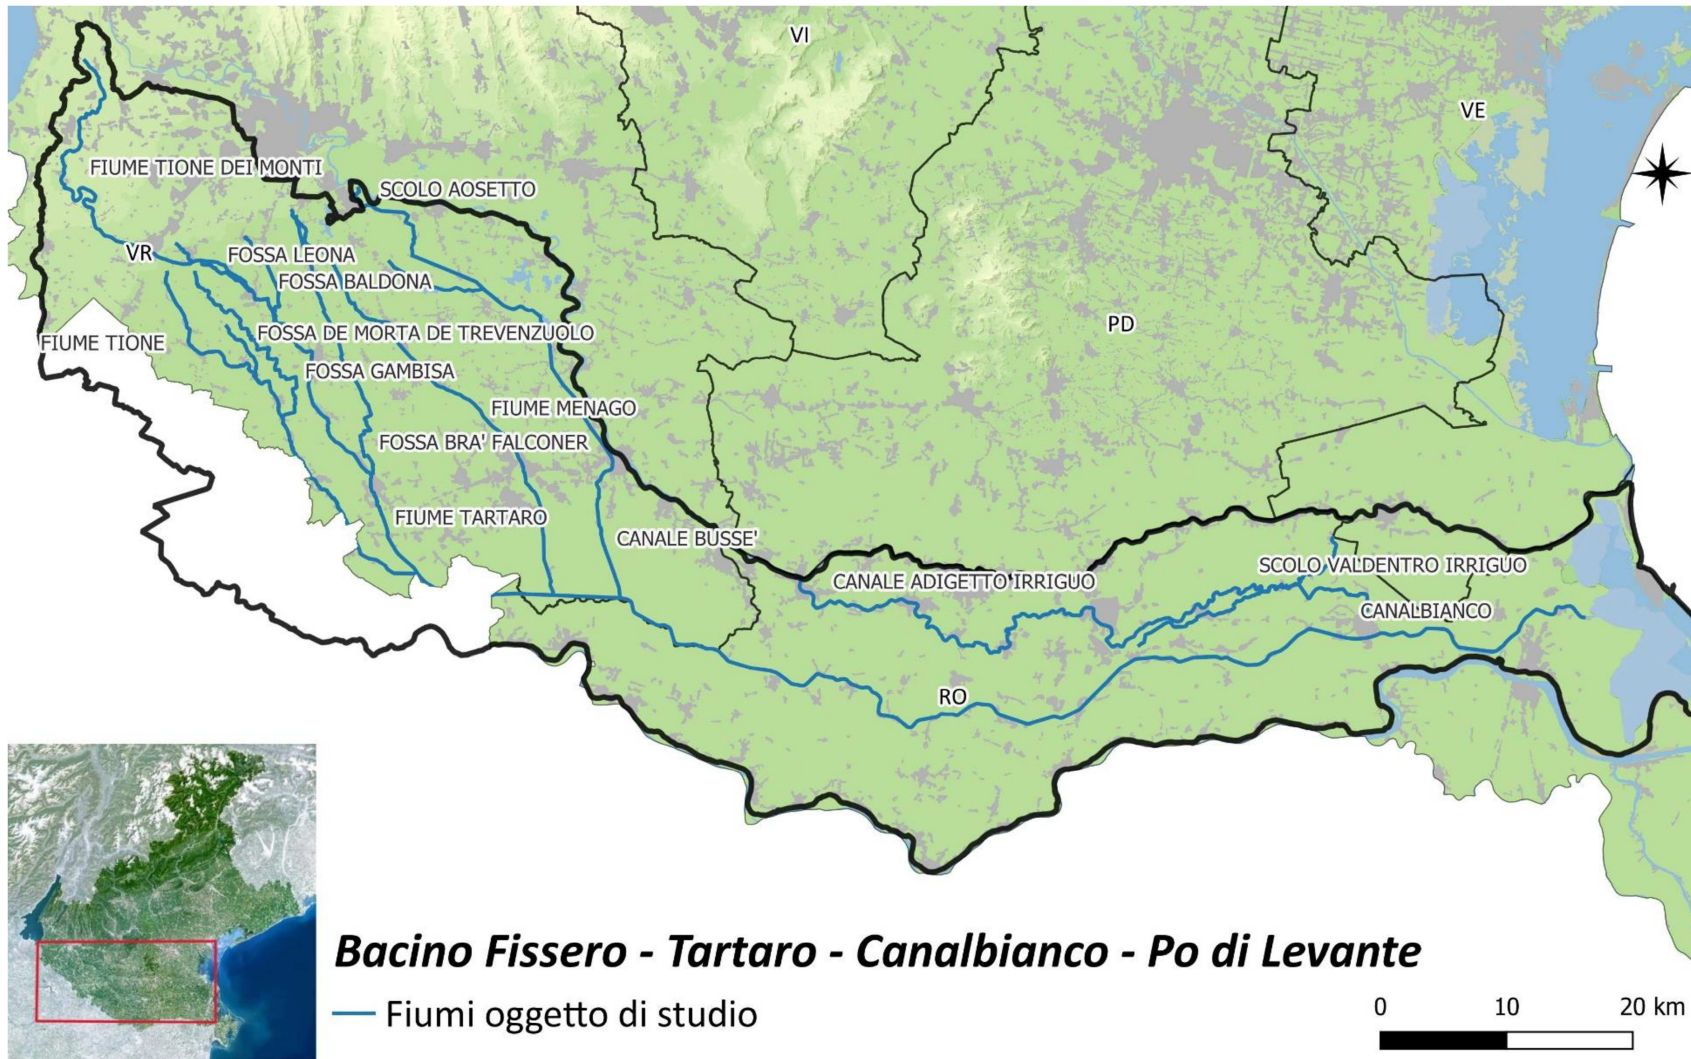 VI
VE
FIUME TIONE DEI MONTI
SCOLO AOSETTO
VR
FOSSA LEONA
FOSSA BALDONA
PD
FOSSA DE MORTA DE TREVENZUOLO
FIUME TIONE
FOSSA GAMBISA
FIUME MENAGO
FOSSA BRA' FALCONER
FIUME TARTARO
CANALE BUSSE'
SCOLO VALDENTRO IRRIGUO
CANALE ADIGETTO IRRIGUO
CANALBIANCO
RO
Bacino Fissero - Tartaro - Canalbianco - Po di Levante
Fiumi oggetto di studio
0 10 20 km